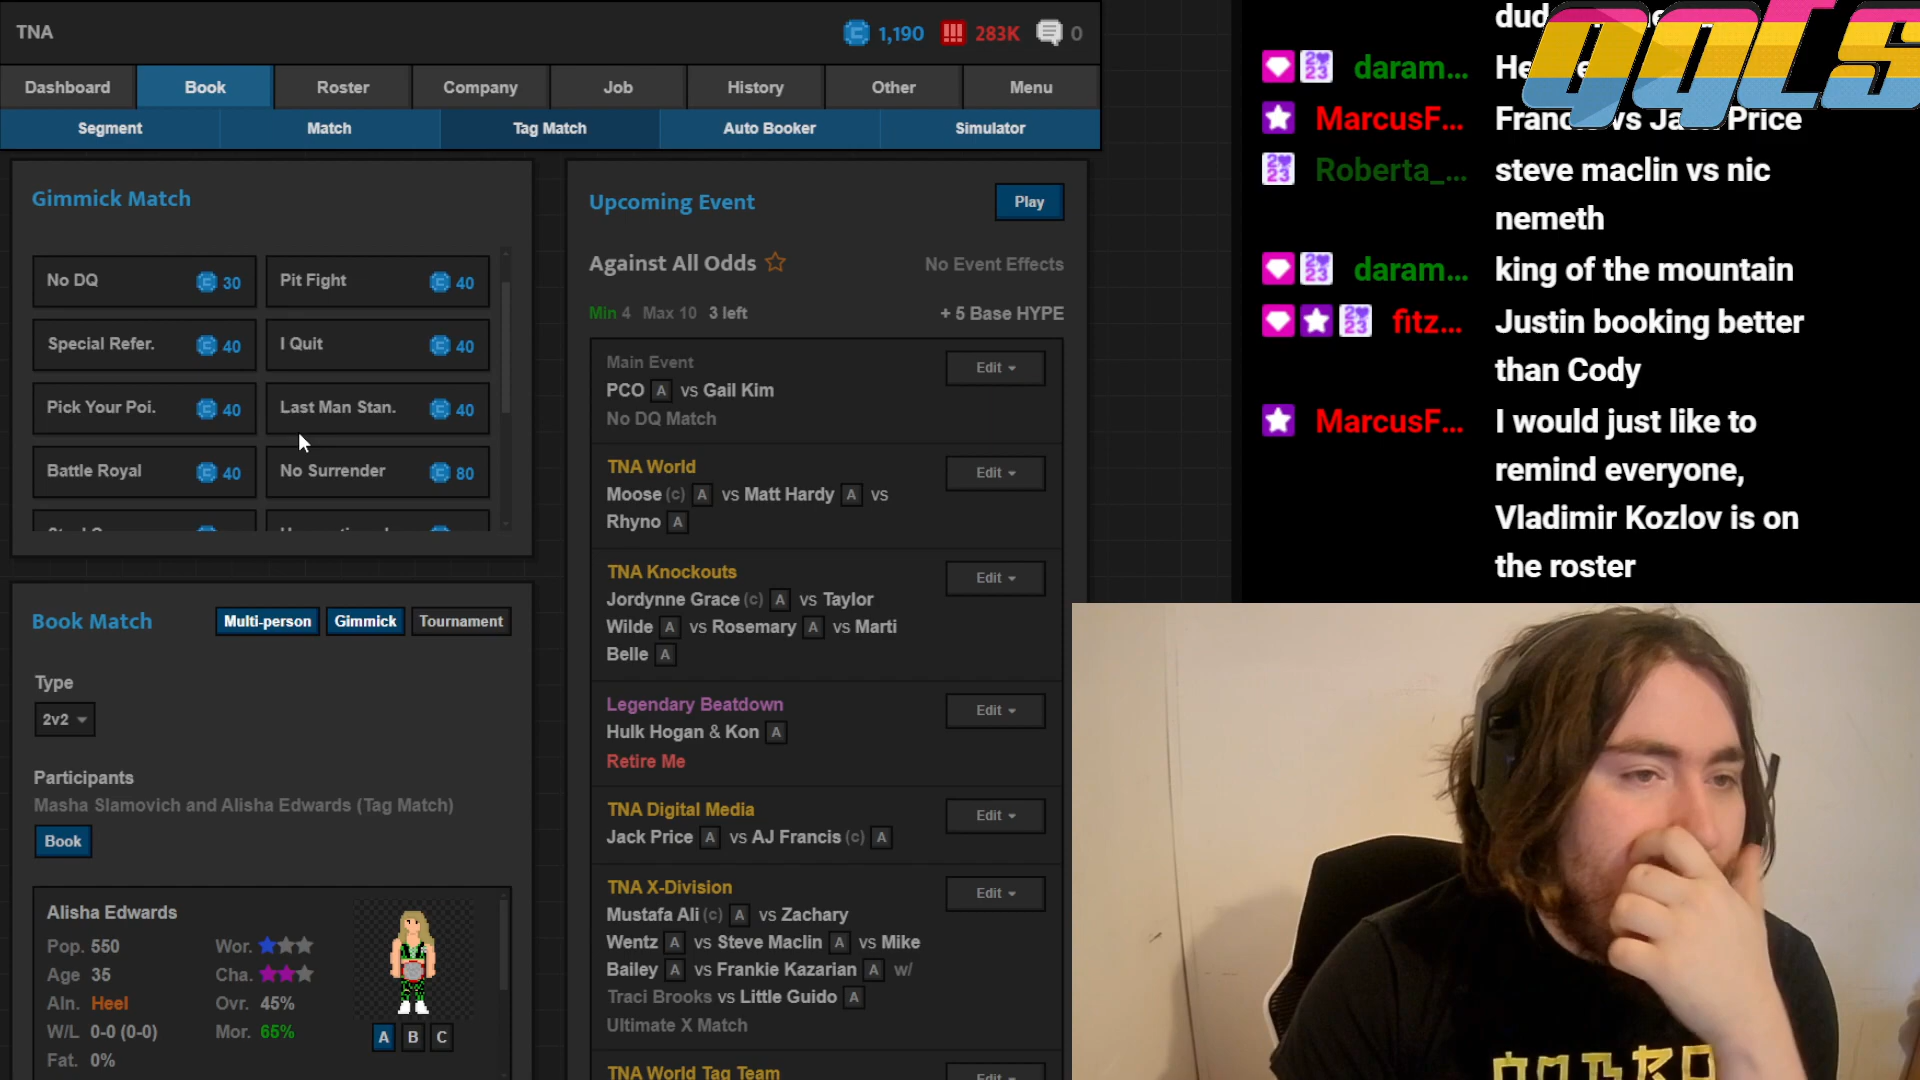 TNA
1,190
283K
0
Dashboard
Book
Roster
Company
Job
History
Other
Menu
Segment
Match
Tag Match
Auto Booker
Simulator
Gimmick Match
No DQ 30
Pit Fight 40
Special Refer. 40
I Quit 40
Pick Your Poi. 40
Last Man Stan. 40
Battle Royal 40
No Surrender 80
Book Match
Multi-person
Gimmick
Tournament
Type
2v2
Participants
Masha Slamovich and Alisha Edwards (Tag Match)
Book
Alisha Edwards
Pop. 550
Wor.
Age 35
Cha.
Aln. Heel
Ovr. 45%
W/L 0-0 (0-0)
Mor. 65%
Fat. 0%
A B C
Upcoming Event
Play
Against All Odds
No Event Effects
Min 4 Max 10 3 left
+ 5 Base HYPE
Main Event
Edit
PCO A vs Gail Kim
No DQ Match
TNA World
Edit
Moose (c) A vs Matt Hardy A vs
Rhyno A
TNA Knockouts
Edit
Jordynne Grace (c) A vs Taylor
Wilde A vs Rosemary A vs Marti
Belle A
Legendary Beatdown
Edit
Hulk Hogan & Kon A
Retire Me
TNA Digital Media
Edit
Jack Price A vs AJ Francis (c) A
TNA X-Division
Edit
Mustafa Ali (c) A vs Zachary
Wentz A vs Steve Maclin A vs Mike
Bailey A vs Frankie Kazarian A w/
Traci Brooks vs Little Guido A
Ultimate X Match
TNA World Tag Team
Edit
daram...
MarcusF... vs Price
Roberta_... steve maclin vs nic
nemeth
daram... king of the mountain
fitz... Justin booking better
than Cody
MarcusF... I would just like to
remind everyone,
Vladimir Kozlov is on
the roster